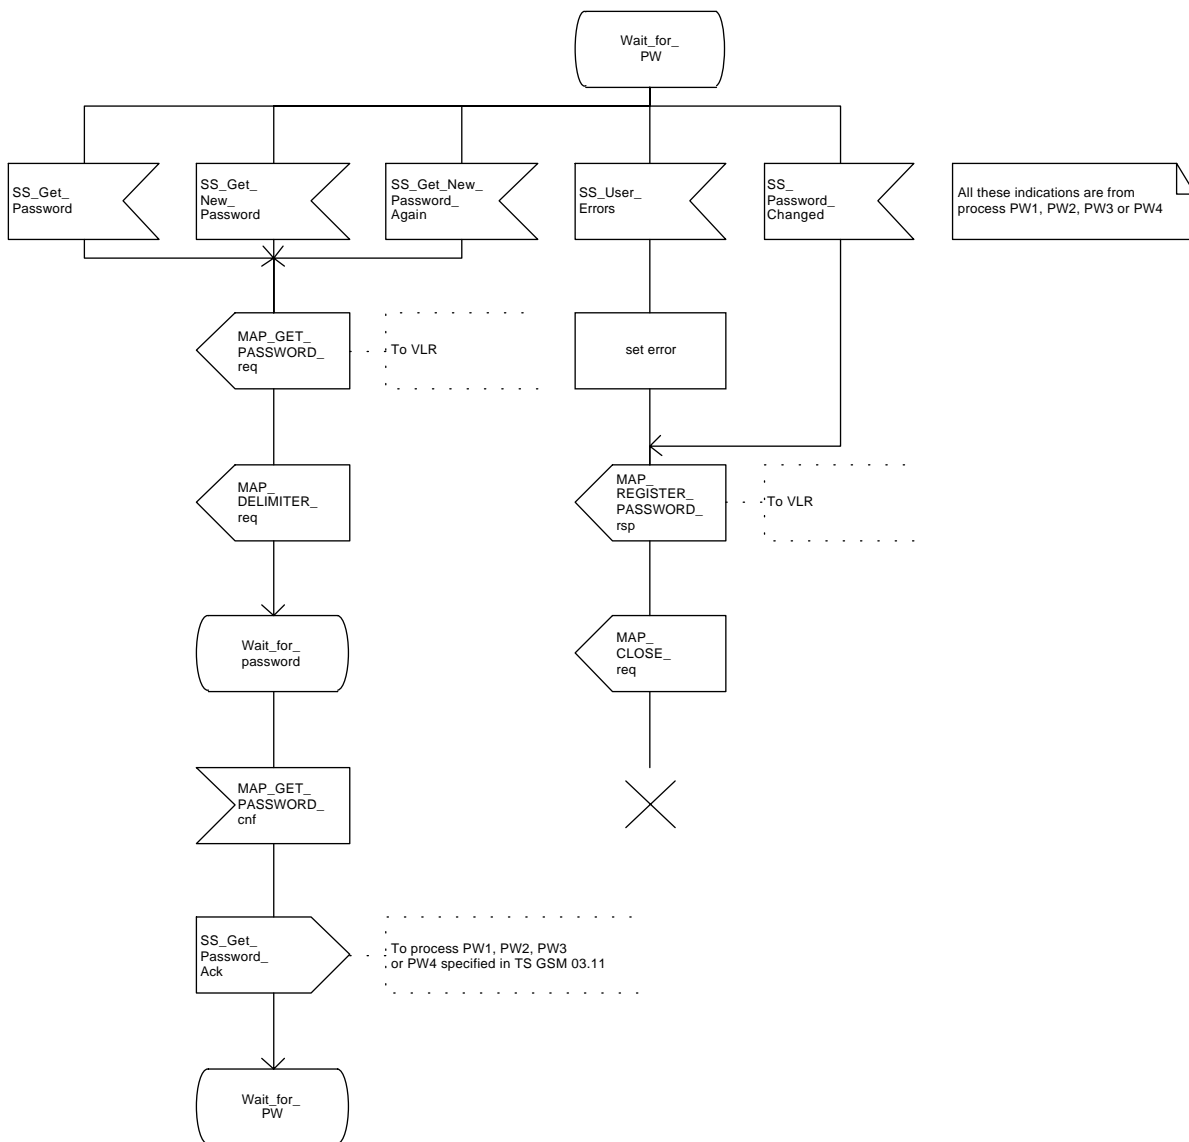 Wait_for_
PW
SS_Get_
Password
SS_Get_
New_
Password
SS_Get_New_
Password_
Again
SS_User_
Errors
SS_
Password_
Changed
All these indications are from
process PW1, PW2, PW3 or PW4
MAP_GET_
PASSWORD_
req
To VLR
set error
MAP_
DELIMITER_
req
MAP_
REGISTER_
PASSWORD_
rsp
To VLR
Wait_for_
password
MAP_
CLOSE_
req
MAP_GET_
PASSWORD_
cnf
SS_Get_
Password_
Ack
To process PW1, PW2, PW3
or PW4 specified in TS GSM 03.11
Wait_for_
PW